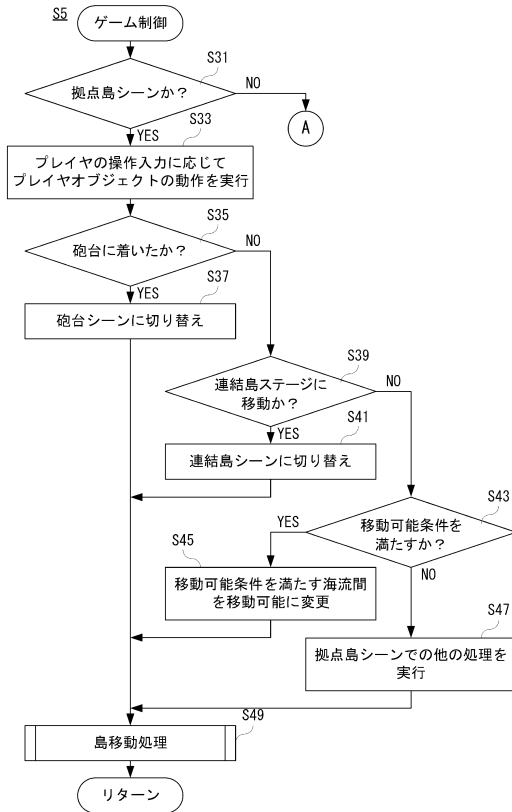 S5
ゲーム制御
S31
拠点島シーンか？
NO
A
YES
S33
プレイヤの操作入力に応じて
プレイヤオブジェクトの動作を実行
S35
砲台に着いたか？
NO
YES
S37
砲台シーンに切り替え
S39
連結島ステージに
移動か？
NO
YES
S41
連結島シーンに切り替え
S43
移動可能条件を
満たすか？
YES
NO
S45
移動可能条件を満たす海流間
を移動可能に変更
S47
拠点島シーンでの他の処理を
実行
S49
島移動処理
リターン